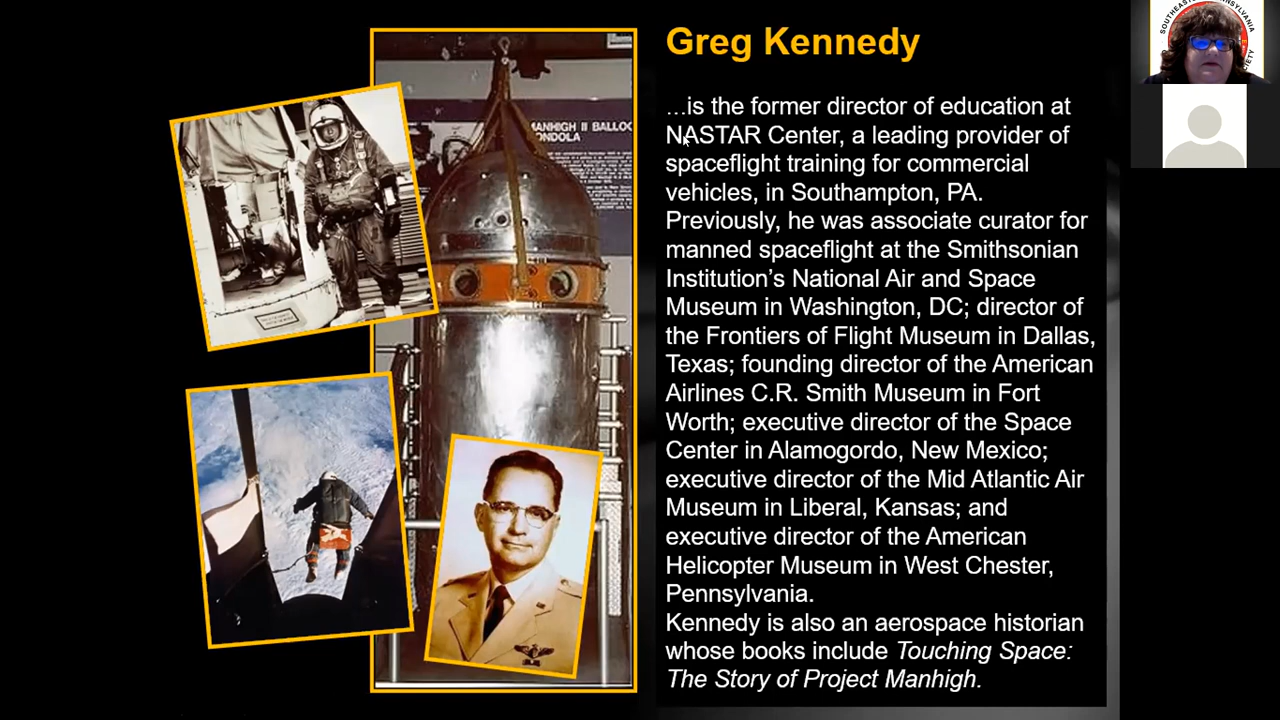 Greg Kennedy
...is the former director of education at
NASTAR Center, a leading provider of
spaceflight training for commercial
vehicles, in Southampton, PA.
Previously, he was associate curator for
manned spaceflight at the Smithsonian
Institution’s National Air and Space
Museum in Washington, DC; director of
the Frontiers of Flight Museum in Dallas,
Texas; founding director of the American
Airlines C.R. Smith Museum in Fort
Worth; executive director of the Space
Center in Alamogordo, New Mexico;
executive director of the Mid Atlantic Air
Museum in Liberal, Kansas; and
executive director of the American
Helicopter Museum in West Chester,
Pennsylvania.
Kennedy is also an aerospace historian
whose books include Touching Space:
The Story of Project Manhigh.
MANHIGH II BALLOO
ONDOLA